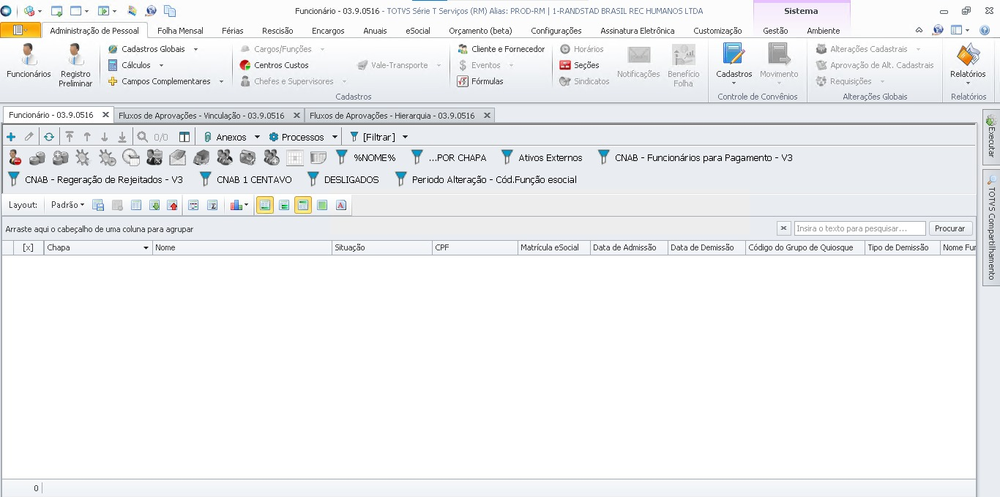 Funcionário - 03.9.0516 - TOTVS Série T Serviços (RM) Alias: PROD-RM | 1-RANDSTAD BRASIL REC HUMANOS LTDA
Sistema
Administração de Pessoal Folha Mensal Férias Rescisão Encargos Anuais eSocial Orçamento (beta) Configurações Assinatura Eletrônica Customização Gestão Ambiente
Funcionários
Registro Preliminar
Cadastros Globais
Cálculos
Campos Complementares
Cargos/Funções
Centros Custos
Chefes e Supervisores
Vale-Transporte
Cliente e Fornecedor
Eventos
Fórmulas
Horários
Seções
Sindicatos
Notificações
Benefício Folha
Cadastros
Cadastros
Movimento
Controle de Convênios
Alterações Cadastrais
Aprovação de Alt. Cadastrais
Requisições
Alterações Globais
Relatórios
Relatórios
Funcionário - 03.9.0516 Fluxos de Aprovações - Vinculação - 03.9.0516 Fluxos de Aprovações - Hierarquia - 03.9.0516
0/0 Anexos Processos [Filtrar]
%NOME% ...POR CHAPA Ativos Externos CNAB - Funcionários para Pagamento - V3
CNAB - Regeração de Rejeitados - V3 CNAB 1 CENTAVO DESLIGADOS Periodo Alteração - Cód.Função esocial
Layout: Padrão
Arraste aqui o cabeçalho de uma coluna para agrupar Insira o texto para pesquisar... Procurar
[x] Chapa Nome Situação CPF Matrícula eSocial Data de Admissão Data de Demissão Código do Grupo de Quiosque Tipo de Demissão Nome Fur
0
Executar
TOTVS Compartilhamento